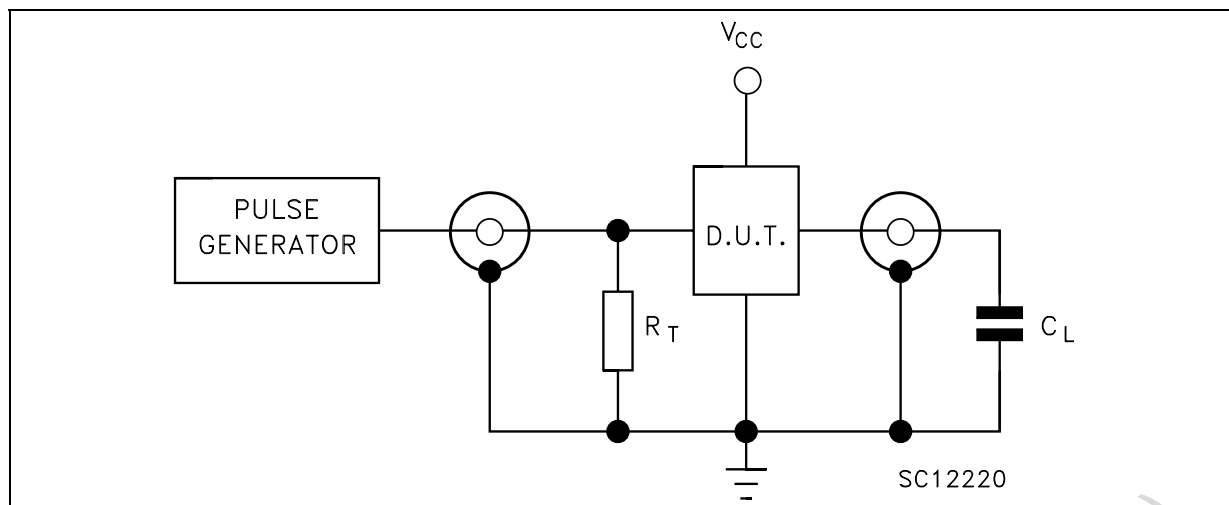 VCC
PULSE
GENERATOR
D.U.T.
RT
CL
SC12220